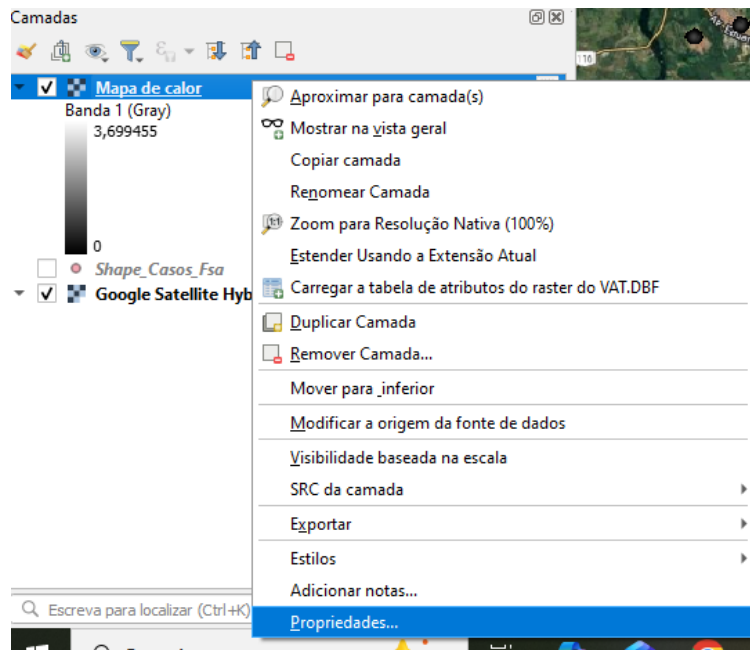 Camadas
Mapa de calor
Banda 1 (Gray)
3,699455
0
Shape_Casos_Fsa
Google Satellite Hyb
Aproximar para camada(s)
Mostrar na vista geral
Copiar camada
Renomear Camada
Zoom para Resolução Nativa (100%)
Estender Usando a Extensão Atual
Carregar a tabela de atributos do raster do VAT.DBF
Duplicar Camada
Remover Camada...
Mover para _inferior
Modificar a origem da fonte de dados
Visibilidade baseada na escala
SRC da camada
Exportar
Estilos
Adicionar notas...
Propriedades...
Escreva para localizar (Ctrl+K)
116